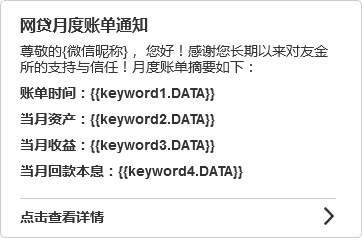 网贷月度账单通知
尊敬的{微信昵称}，您好！感谢您长期以来对友金
所的支持与信任！月度账单摘要如下：
账单时间：{{keyword1.DATA}}
当月资产：{{keyword2.DATA}}
当月收益：{{keyword3.DATA}}
当月回款本息：{{keyword4.DATA}}
点击查看详情